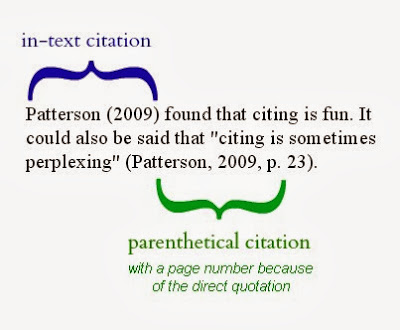 in-text citation
Patterson (2009) found that citing is fun. It
could also be said that "citing is sometimes
perplexing" (Patterson, 2009, p. 23).
parenthetical citation
with a page number because
of the direct quotation